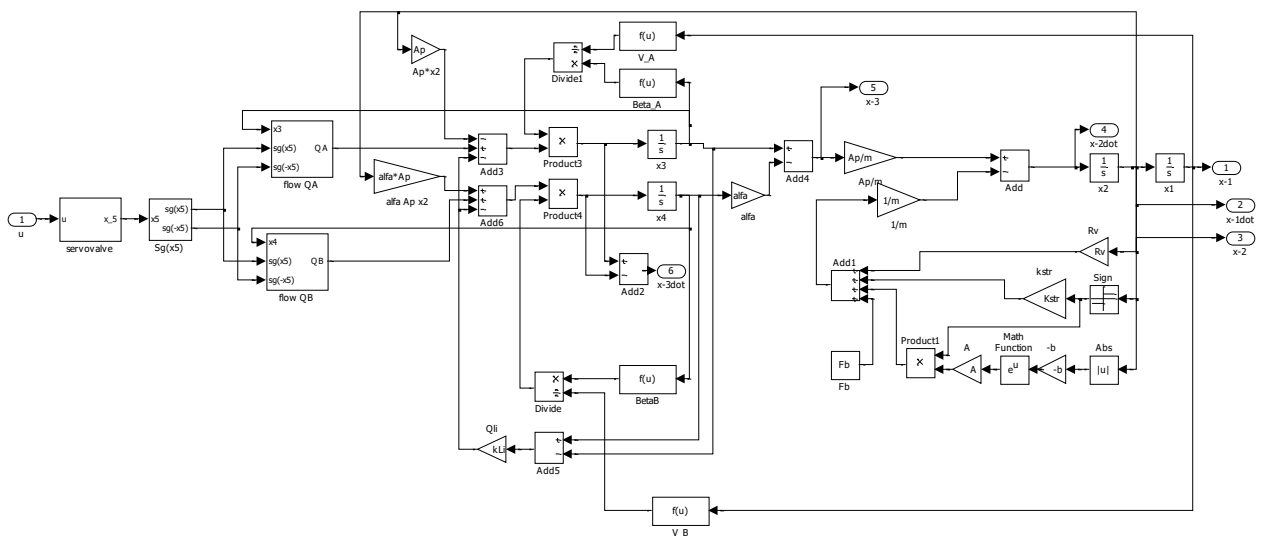 Ap
Ap*x2
f(u)
V_A
÷
×
Divide1
f(u)
Beta_A
5
x-3
4
x-2dot
x3
sg(x5)
sg(-x5)
QA
flow QA
Add3
×
Product3
1/s
x3
Add4
Ap/m
Ap/m
Add
1/s
x2
1/s
x1
1
x-1
alfa*Ap
alfa Ap x2
Add6
×
Product4
1/s
x4
alfa
alfa
1/m
1/m
2
x-1dot
3
x-2
1
u
u
x_5
servovalve
x5
sg(x5)
sg(-x5)
Sg(x5)
x4
sg(x5)
sg(-x5)
QB
flow QB
Add2
6
x-3dot
Rv
Rv
Add1
kstr
Kstr
Sign
Fb
Fb
Product1
×
A
A
Math
Function
e^u
-b
-b
Abs
|u|
×
÷
Divide
f(u)
BetaB
Qli
kLi
Add5
f(u)
V_B